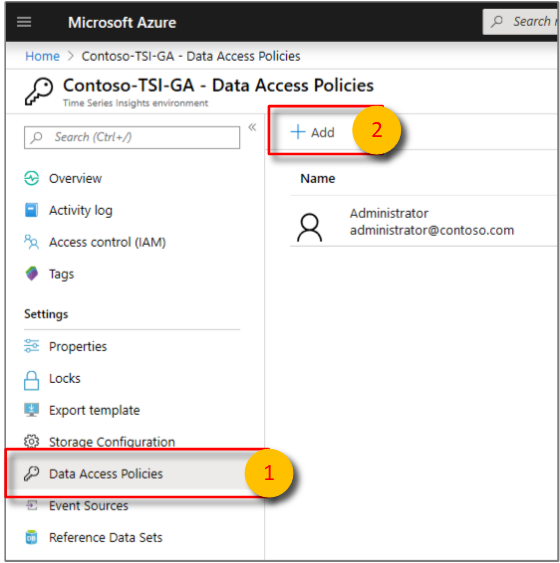 Microsoft Azure
Search
Home > Contoso-TSI-GA - Data Access Policies
Contoso-TSI-GA - Data Access Policies
Time Series Insights environment
Search (Ctrl+/)
«
Overview
Activity log
Access control (IAM)
Tags
Settings
Properties
Locks
Export template
Storage Configuration
Data Access Policies
1
Event Sources
Reference Data Sets
+ Add
2
Name
Administrator
administrator@contoso.com